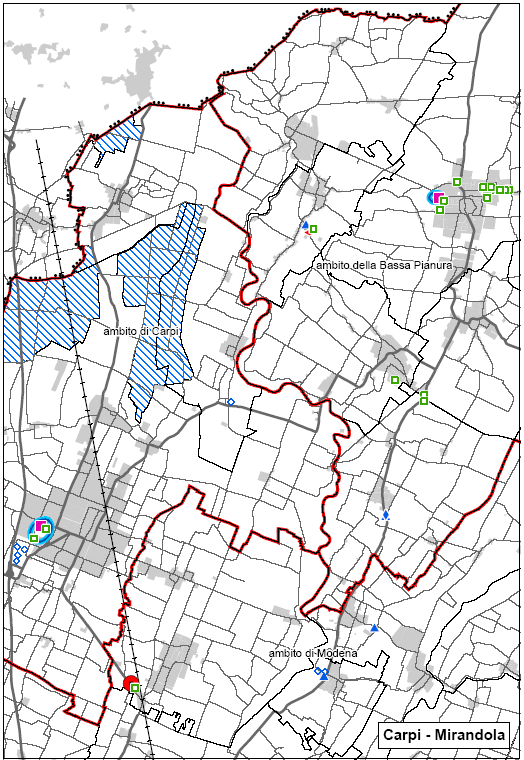 ambito della Bassa Pianura
ambito di Carpi
ambito di Modena
Carpi - Mirandola